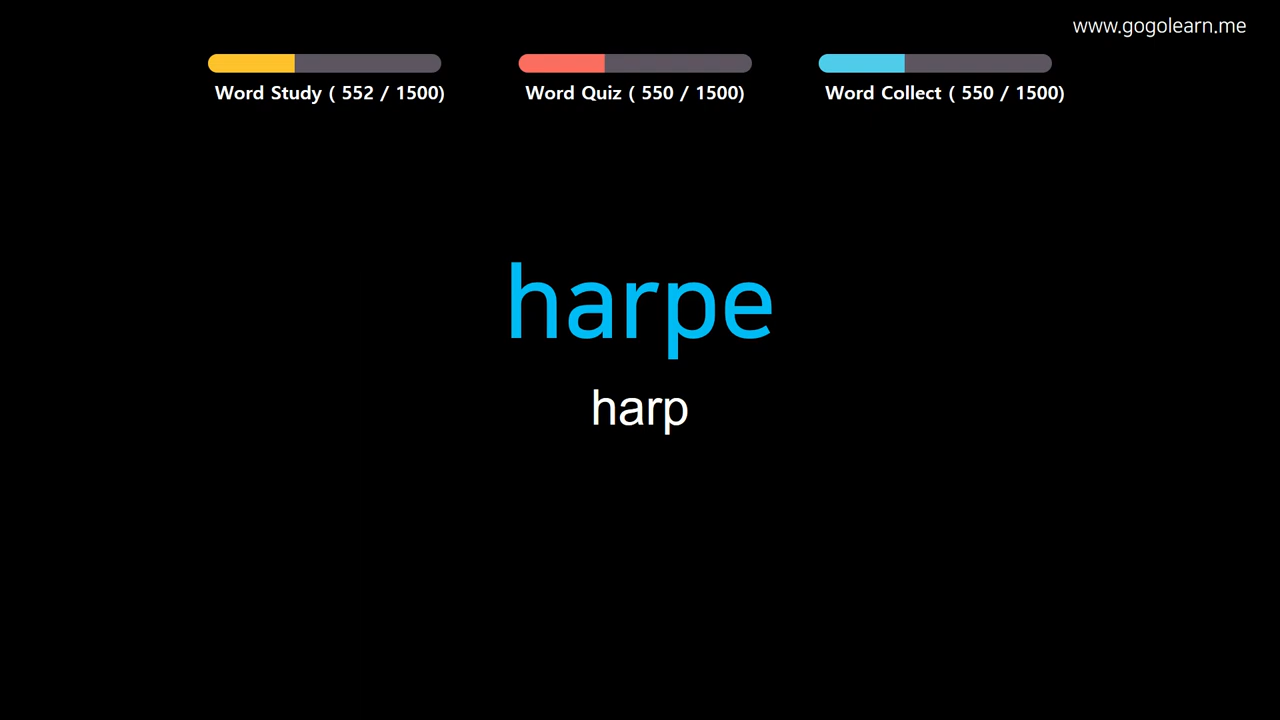 www.gogolearn.me
Word Study ( 552 / 1500)
Word Quiz ( 550 / 1500)
Word Collect ( 550 / 1500)
harpe
harp